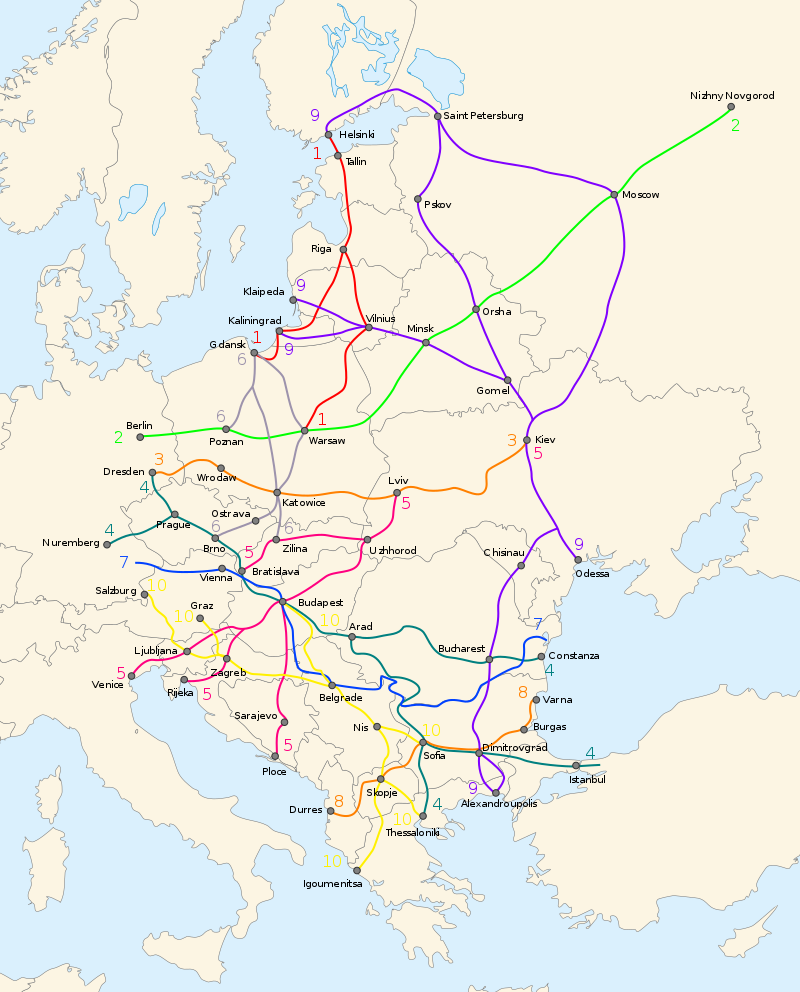 Nizhny Novgorod
2
9
Saint Petersburg
Helsinki
1
Tallin
Moscow
Pskov
Riga
9
Klaipeda
Orsha
Kaliningrad
Vilnius
Minsk
1
Gdansk
9
6
Gomel
6
1
Berlin
2
Poznan
Warsaw
3
Kiev
5
3
Dresden
4
Wrodaw
Lviv
5
Katowice
Ostrava
Prague
6
6
4
Nuremberg
Brno
Zilina
Uzhhorod
Chisinau
9
Odessa
7
5
Vienna
Bratislava
10
Salzburg
Graz
10
Budapest
10
Arad
7
Ljubljana
Bucharest
Constanza
4
Zagreb
5
Venice
Rijeka
5
Belgrade
8
Varna
Sarajevo
Nis
10
Burgas
5
Sofia
Dimitrovgrad
4
Ploce
Istanbul
Skopje
9
8
4
Alexandroupolis
Durres
10
Thessaloniki
10
Igoumenitsa